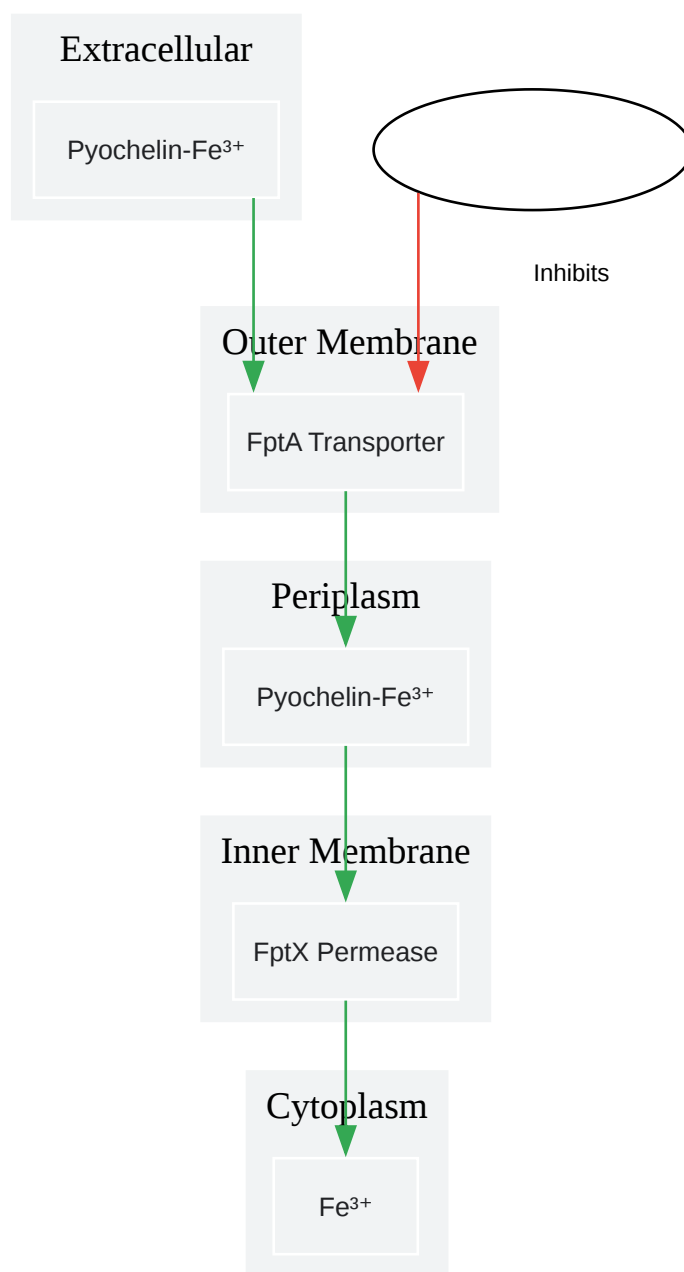 Extracellular
Pyochelin-Fe³⁺
Inhibits
Outer Membrane
FptA Transporter
Periplasm
Pyochelin-Fe³⁺
Inner Membrane
FptX Permease
Cytoplasm
Fe³⁺